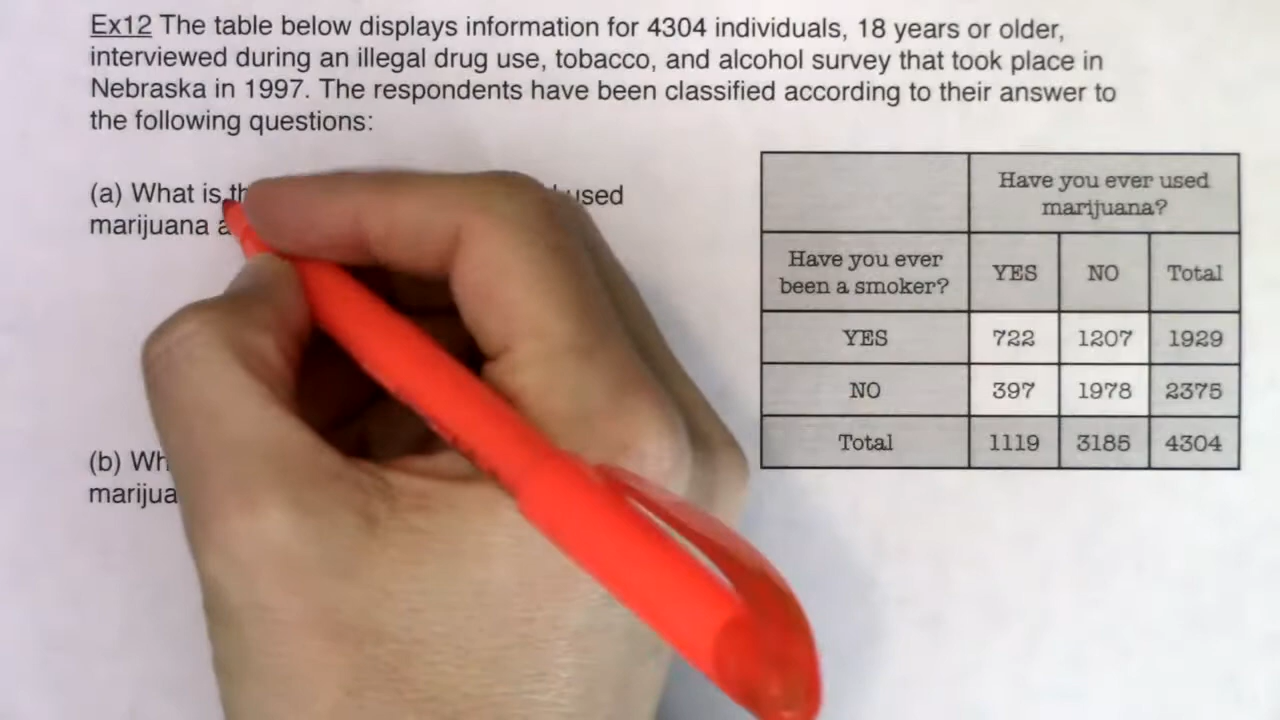 Ex12 The table below displays information for 4304 individuals, 18 years or older,
interviewed during an illegal drug use, tobacco, and alcohol survey that took place in
Nebraska in 1997. The respondents have been classified according to their answer to
the following questions:
(a) What is used
marijuana
(b)
Have you ever used
marijuana?
Have you ever
been a smoker?
YES NO Total
YES 722 1207 1929
NO 397 1978 2375
Total 1119 3185 4304